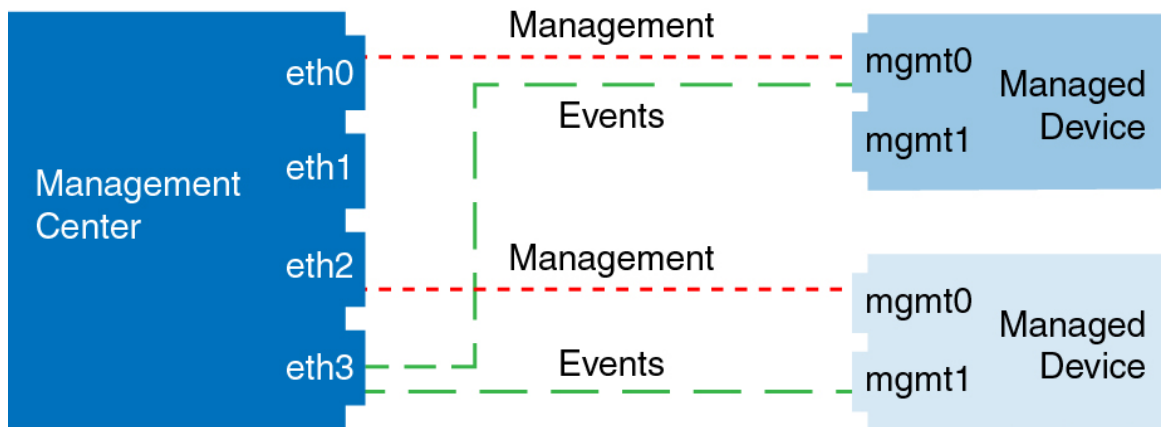 Management
Center
eth0
eth1
eth2
eth3
Management
Events
Management
Events
mgmt0
mgmt1
Managed
Device
mgmt0
mgmt1
Managed
Device